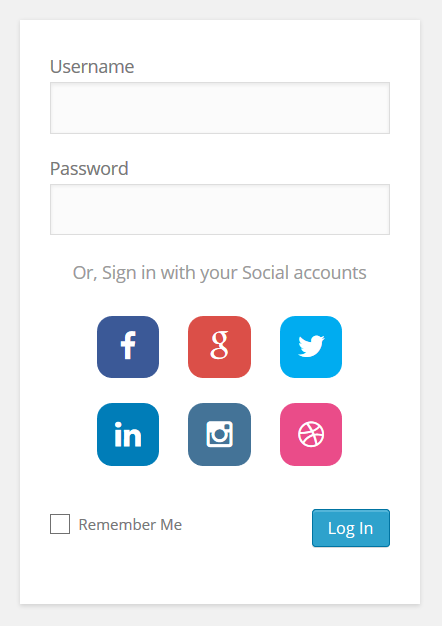 Username
Password
Or, Sign in with your Social accounts
f g
in
Remember Me Log In